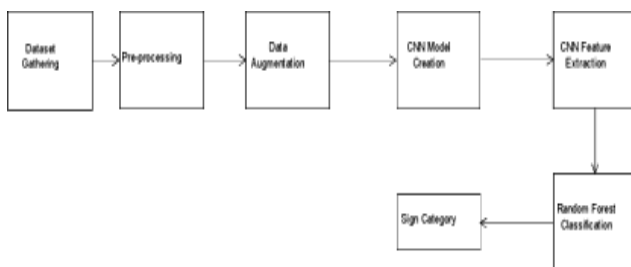 Dataset
Gathering
Pre-processing
Data
Augmentation
CNN Model
Creation
CNN Feature
Extraction
Random Forest
Classification
Sign Category